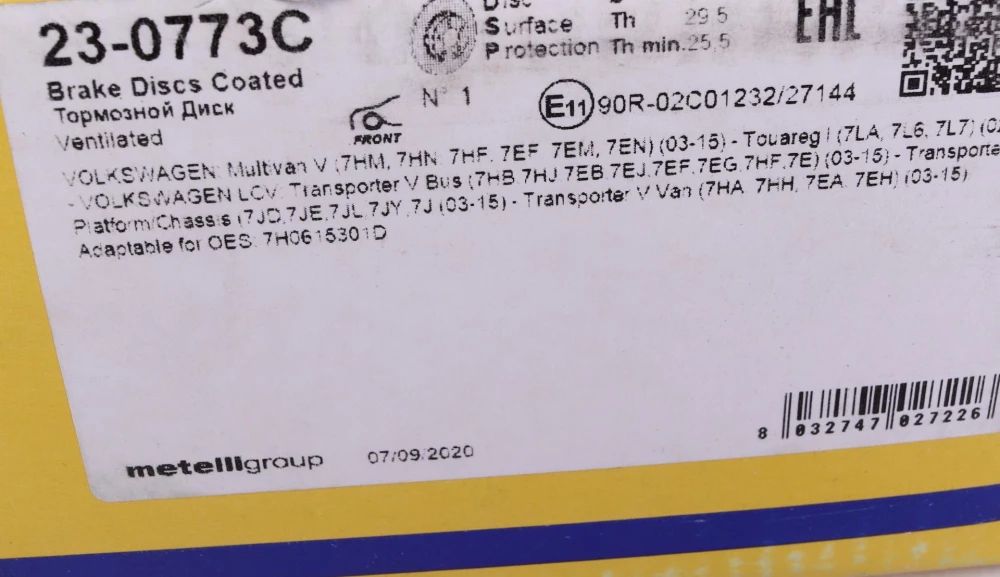 23-0773C
Brake Discs Coated
Тормозной Диск
Ventilated
Disc
Surface
Protection
Th 29.5
Th min. 25,5
EAC
FRONT
N° 1
E11 90R-02C01232/27144
VOLKSWAGEN: Multivan V (7HM, 7HN, 7HF, 7EF, 7EM, 7EN) (03-15) - Touareg I (7LA, 7L6, 7L7) (02
- VOLKSWAGEN LCV: Transporter V Bus (7HB,7HJ,7EB,7EJ,7EF,7EG,7HF,7E) (03-15) - Transporte
Platform/Chassis (7JD,7JE,7JL,7JY,7J (03-15) - Transporter V Van (7HA, 7HH, 7EA, 7EH) (03-15)
Adaptable for OES: 7H0615301D
8 032747 027226
metelligroup 07/09/2020